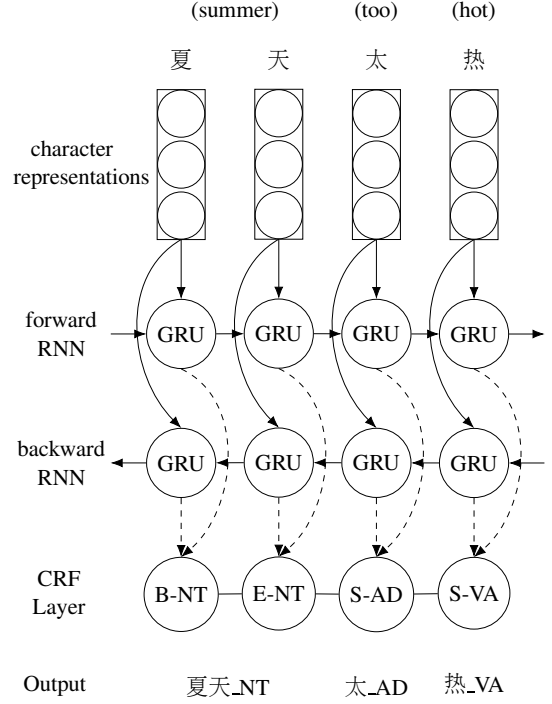 (summer) (too) (hot)
夏 天 太 热
character
representations
forward
RNN
GRU GRU GRU GRU
backward
RNN
GRU GRU GRU GRU
CRF
Layer
B-NT E-NT S-AD S-VA
Output 夏天_NT 太_AD 热_VA